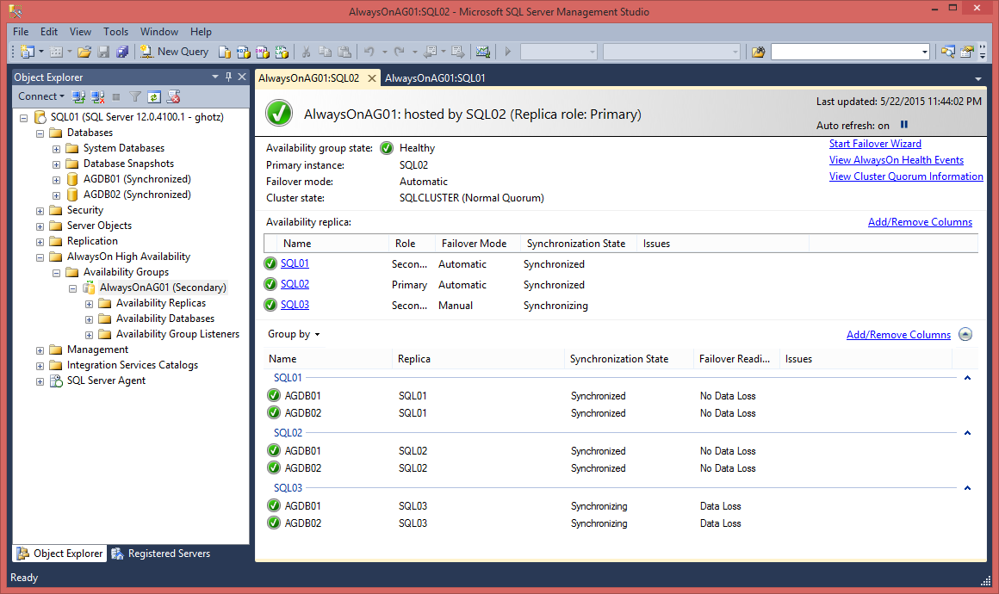 AlwaysOnAG01:SQL02 - Microsoft SQL Server Management Studio
File Edit View Tools Window Help
New Query
Object Explorer
Connect
SQL01 (SQL Server 12.0.4100.1 - ghotz)
Databases
System Databases
Database Snapshots
AGDB01 (Synchronized)
AGDB02 (Synchronized)
Security
Server Objects
Replication
AlwaysOn High Availability
Availability Groups
AlwaysOnAG01 (Secondary)
Availability Replicas
Availability Databases
Availability Group Listeners
Management
Integration Services Catalogs
SQL Server Agent
Object Explorer Registered Servers
AlwaysOnAG01:SQL02 AlwaysOnAG01:SQL01
AlwaysOnAG01: hosted by SQL02 (Replica role: Primary)
Last updated: 5/22/2015 11:44:02 PM
Auto refresh: on
Availability group state: Healthy
Primary instance: SQL02
Failover mode: Automatic
Cluster state: SQLCLUSTER (Normal Quorum)
Start Failover Wizard
View AlwaysOn Health Events
View Cluster Quorum Information
Availability replica: Add/Remove Columns
Name Role Failover Mode Synchronization State Issues
SQL01 Secon... Automatic Synchronized
SQL02 Primary Automatic Synchronized
SQL03 Secon... Manual Synchronizing
Group by Add/Remove Columns
Name Replica Synchronization State Failover Readi... Issues
SQL01
AGDB01 SQL01 Synchronized No Data Loss
AGDB02 SQL01 Synchronized No Data Loss
SQL02
AGDB01 SQL02 Synchronized No Data Loss
AGDB02 SQL02 Synchronized No Data Loss
SQL03
AGDB01 SQL03 Synchronizing Data Loss
AGDB02 SQL03 Synchronizing Data Loss
Ready